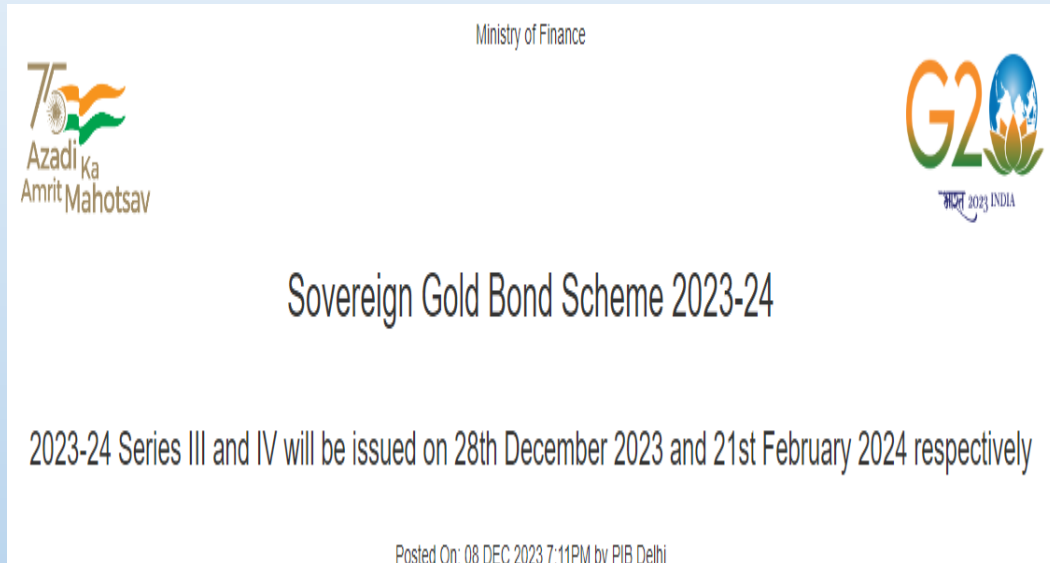 Ministry of Finance
75
Azadi Ka
Amrit Mahotsav
G20
भारत 2023 INDIA
Sovereign Gold Bond Scheme 2023-24
2023-24 Series III and IV will be issued on 28th December 2023 and 21st February 2024 respectively
Posted On: 08 DEC 2023 7:11PM by PIB Delhi